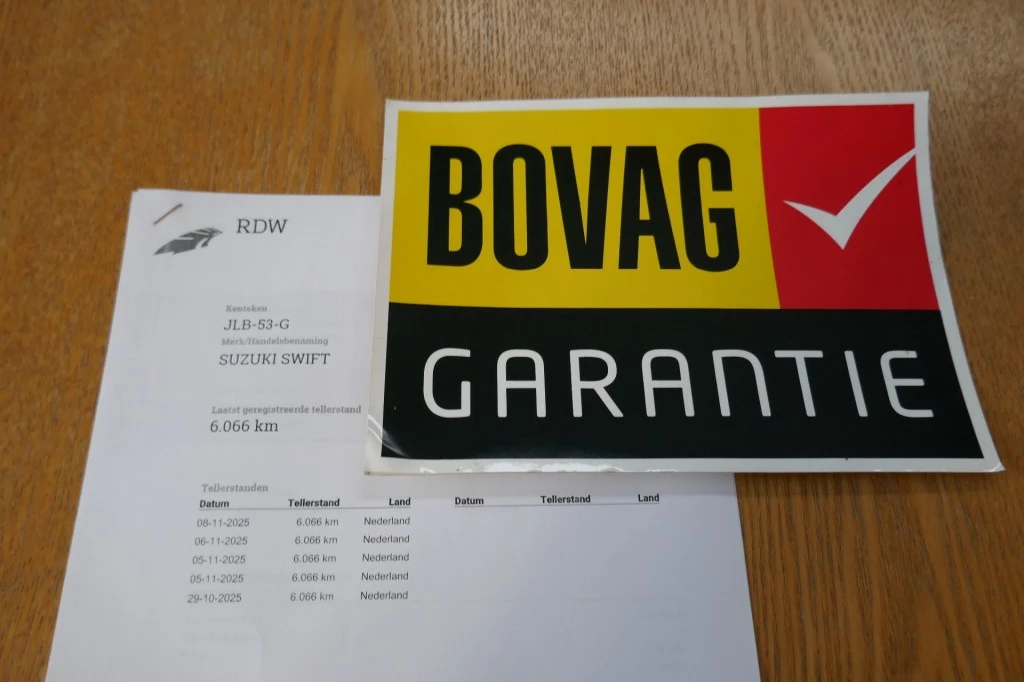 BOVAG
GARANTIE
RDW
Kenteken
JLB-53-G
Merk/Handelsbenaming
SUZUKI SWIFT
Laatst geregistreerde tellerstand
6.066 km
Tellerstanden
Datum Tellerstand Land Datum Tellerstand Land
08-11-2025 6.066 km Nederland
06-11-2025 6.066 km Nederland
05-11-2025 6.066 km Nederland
05-11-2025 6.066 km Nederland
29-10-2025 6.066 km Nederland